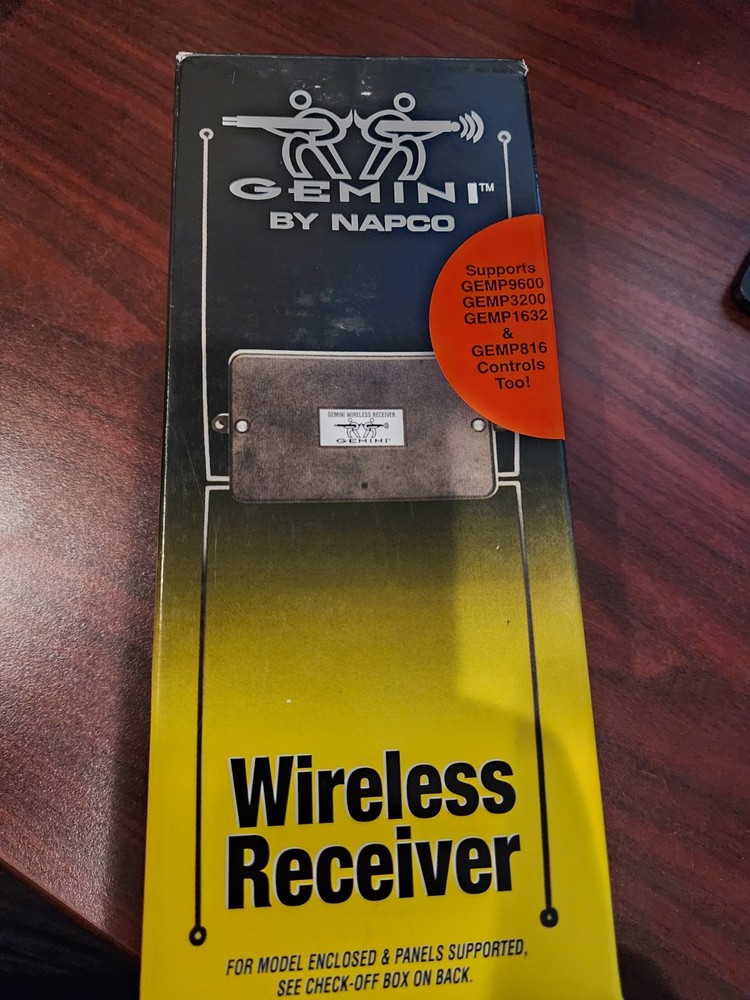 GEMINI™
BY NAPCO
Supports
GEMP9600
GEMP3200
GEMP1632
&
GEMP816
Controls
Too!
GEMINI WIRELESS RECEIVER
GEMINI
Wireless
Receiver
FOR MODEL ENCLOSED & PANELS SUPPORTED,
SEE CHECK-OFF BOX ON BACK.